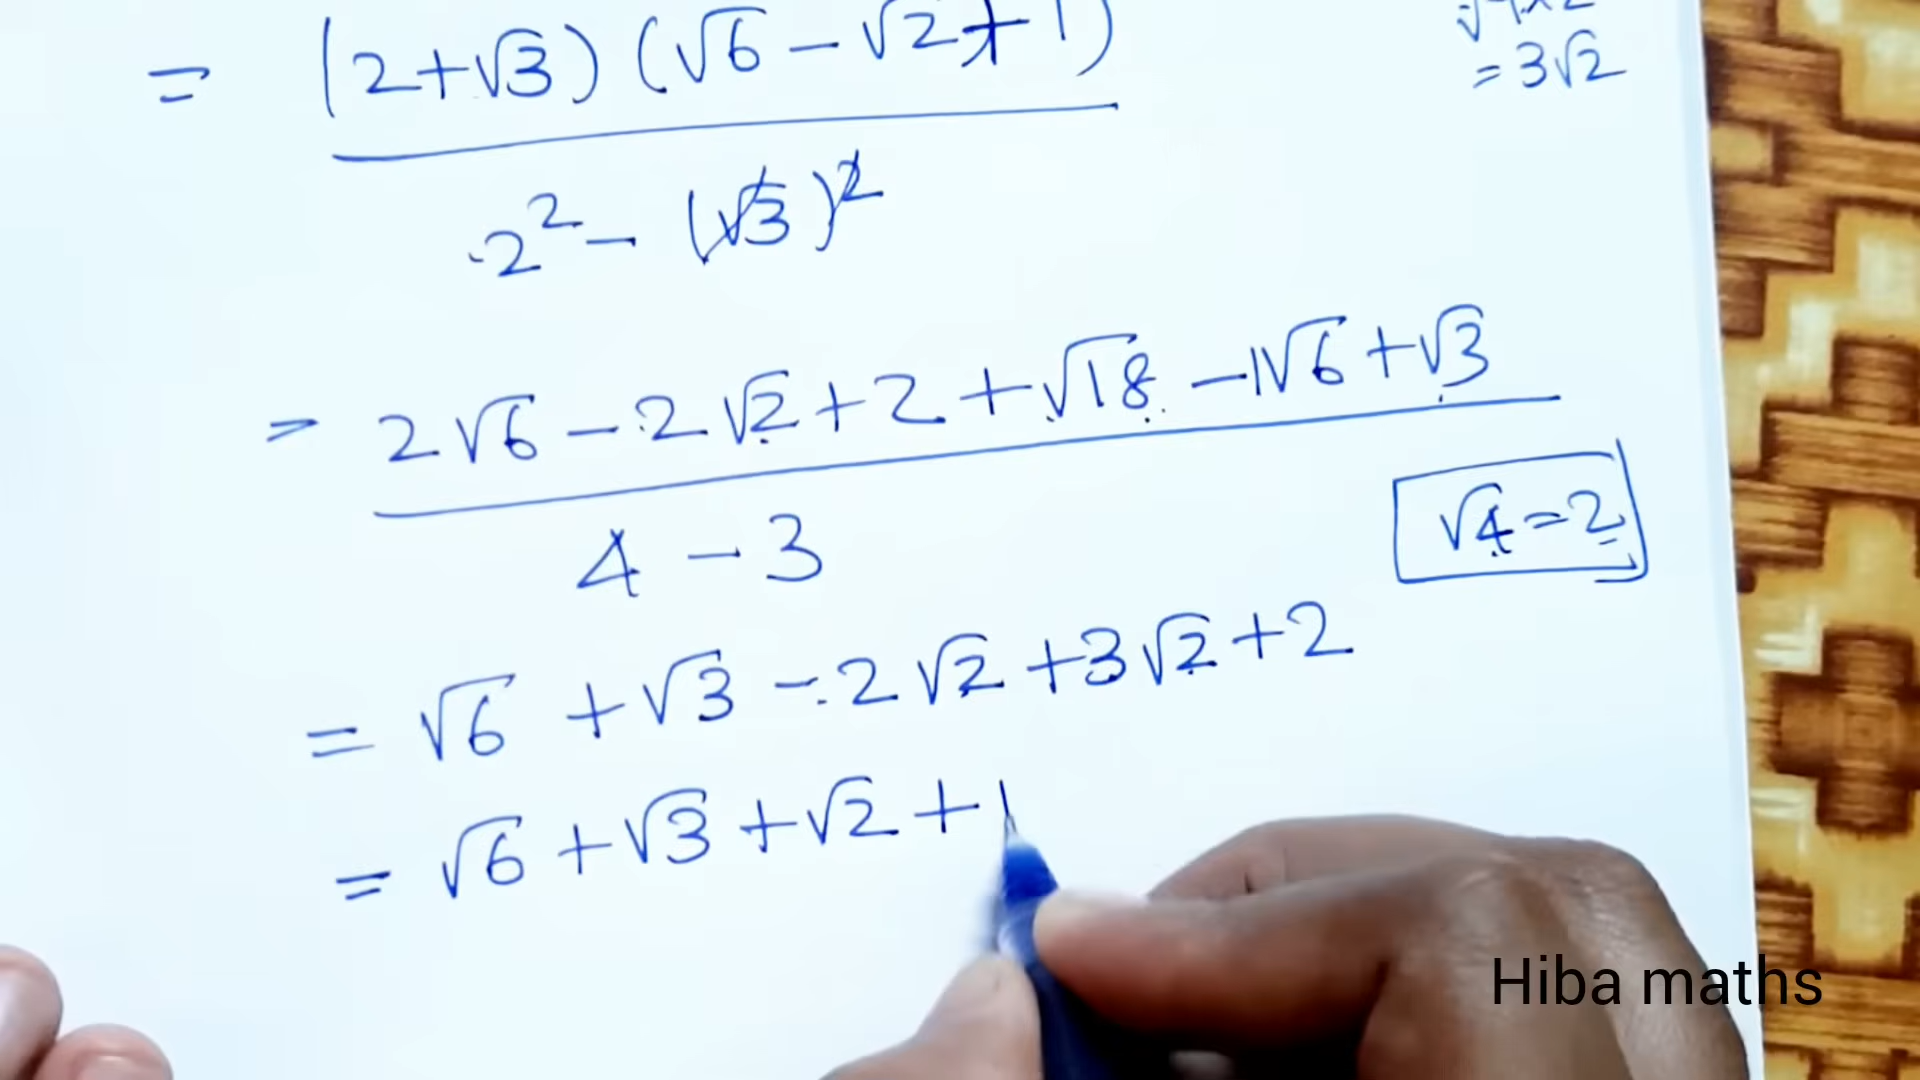 = (2+√3) (√6 − √2 + 1)
= 3√2
2² − (√3)²
= 2√6 − 2√2 + 2 + √18 − 1√6 + √3
4 − 3
√4 = 2
= √6 + √3 − 2√2 + 3√2 + 2
= √6 + √3 + √2 +
Hiba maths